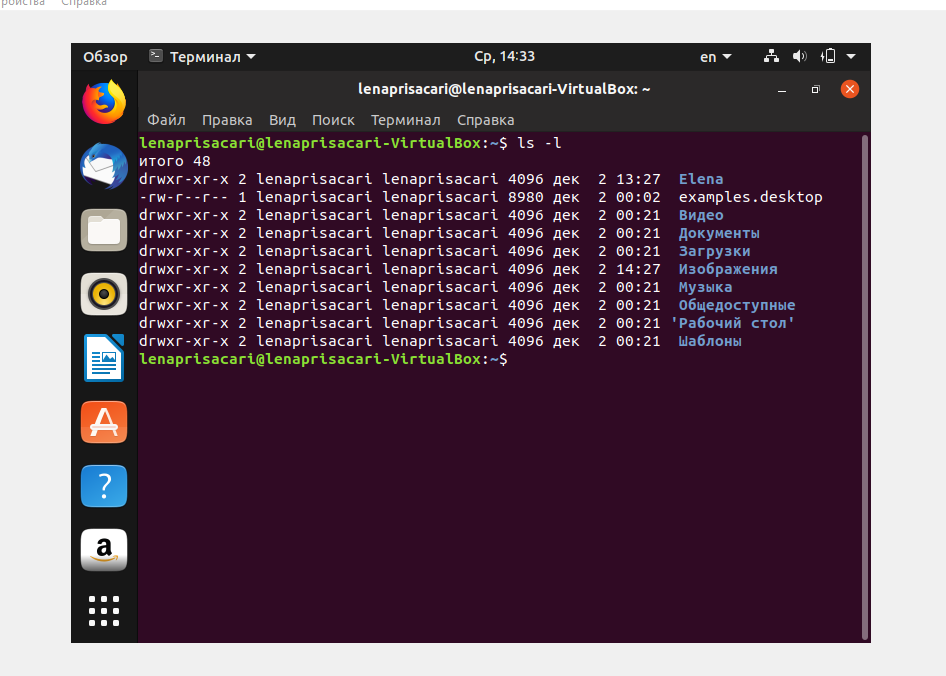 ройства Справка
Обзор Терминал Ср, 14:33 en
lenaprisacari@lenaprisacari-VirtualBox: ~
Файл Правка Вид Поиск Терминал Справка
lenaprisacari@lenaprisacari-VirtualBox:~$ ls -l
итого 48
drwxr-xr-x 2 lenaprisacari lenaprisacari 4096 дек  2 13:27  Elena
-rw-r--r-- 1 lenaprisacari lenaprisacari 8980 дек  2 00:02  examples.desktop
drwxr-xr-x 2 lenaprisacari lenaprisacari 4096 дек  2 00:21  Видео
drwxr-xr-x 2 lenaprisacari lenaprisacari 4096 дек  2 00:21  Документы
drwxr-xr-x 2 lenaprisacari lenaprisacari 4096 дек  2 00:21  Загрузки
drwxr-xr-x 2 lenaprisacari lenaprisacari 4096 дек  2 14:27  Изображения
drwxr-xr-x 2 lenaprisacari lenaprisacari 4096 дек  2 00:21  Музыка
drwxr-xr-x 2 lenaprisacari lenaprisacari 4096 дек  2 00:21  Общедоступные
drwxr-xr-x 2 lenaprisacari lenaprisacari 4096 дек  2 00:21 'Рабочий стол'
drwxr-xr-x 2 lenaprisacari lenaprisacari 4096 дек  2 00:21  Шаблоны
lenaprisacari@lenaprisacari-VirtualBox:~$